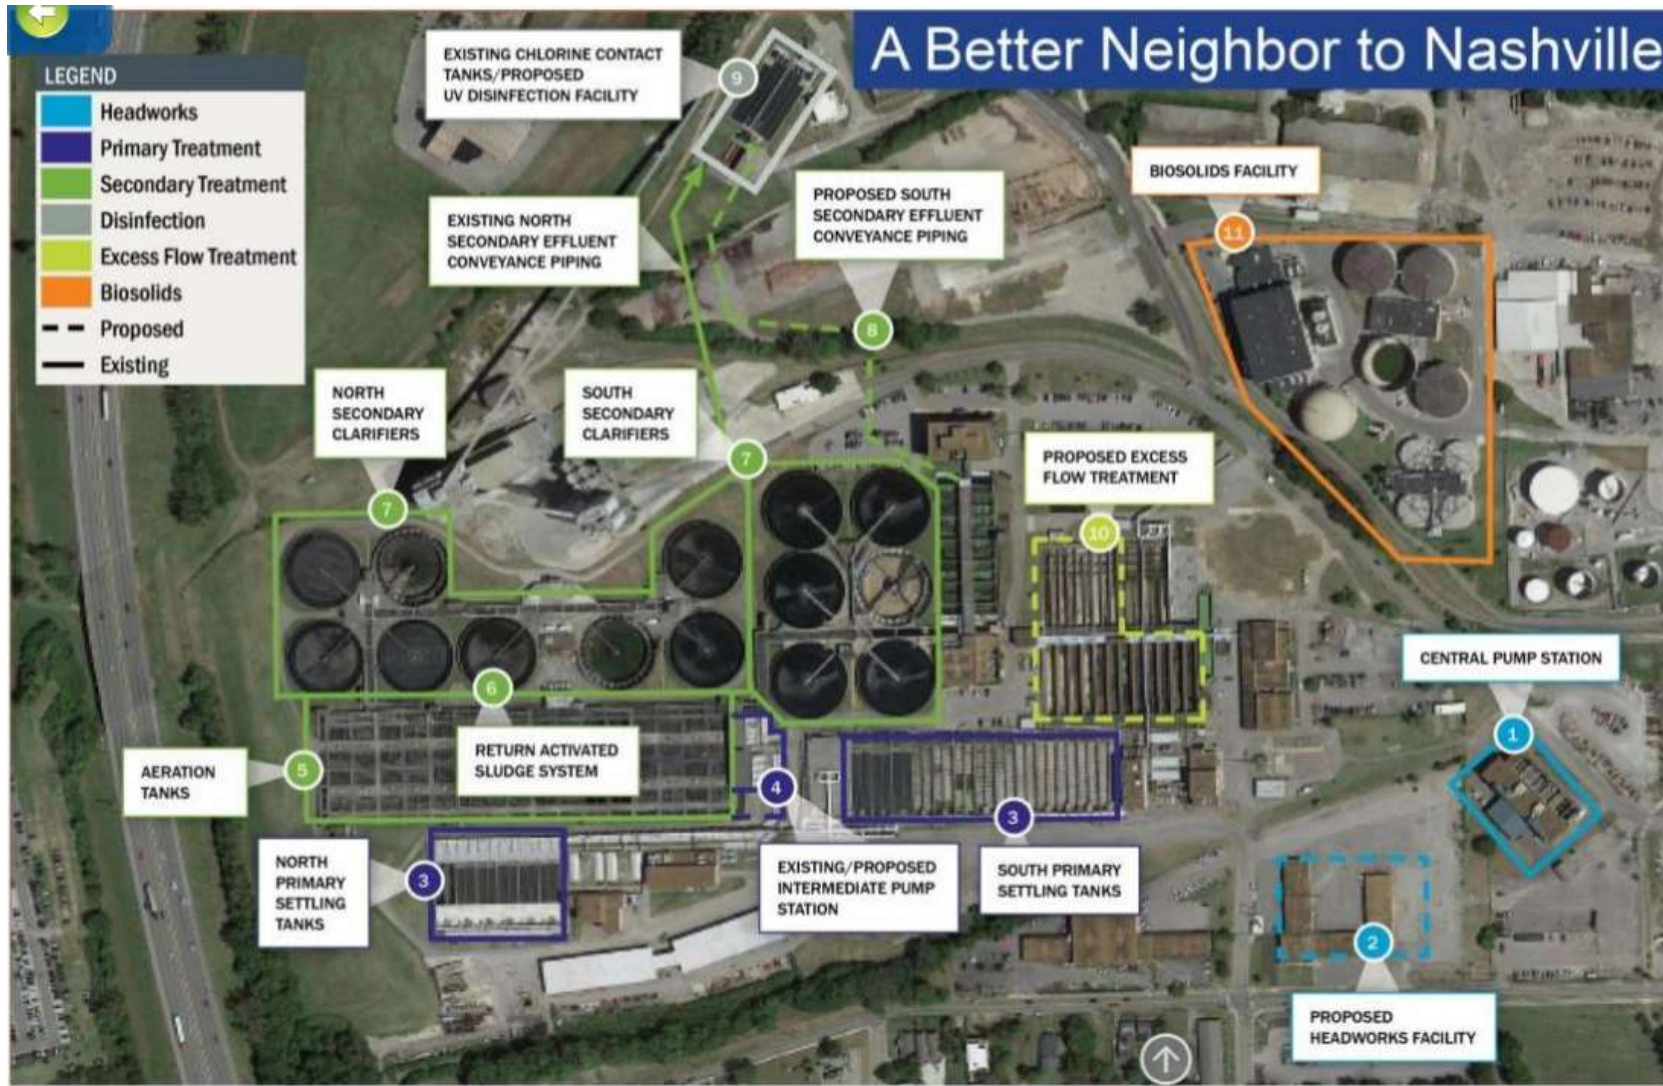 A Better Neighbor to Nashville
LEGEND
Headworks
Primary Treatment
Secondary Treatment
Disinfection
Excess Flow Treatment
Biosolids
Proposed
Existing
EXISTING CHLORINE CONTACT
TANKS/PROPOSED
UV DISINFECTION FACILITY
9
EXISTING NORTH
SECONDARY EFFLUENT
CONVEYANCE PIPING
PROPOSED SOUTH
SECONDARY EFFLUENT
CONVEYANCE PIPING
8
BIOSOLIDS FACILITY
11
NORTH
SECONDARY
CLARIFIERS
7
SOUTH
SECONDARY
CLARIFIERS
7
PROPOSED EXCESS
FLOW TREATMENT
10
CENTRAL PUMP STATION
1
6
RETURN ACTIVATED
SLUDGE SYSTEM
AERATION
TANKS
5
4
EXISTING/PROPOSED
INTERMEDIATE PUMP
STATION
3
SOUTH PRIMARY
SETTLING TANKS
NORTH
PRIMARY
SETTLING
TANKS
3
2
PROPOSED
HEADWORKS FACILITY